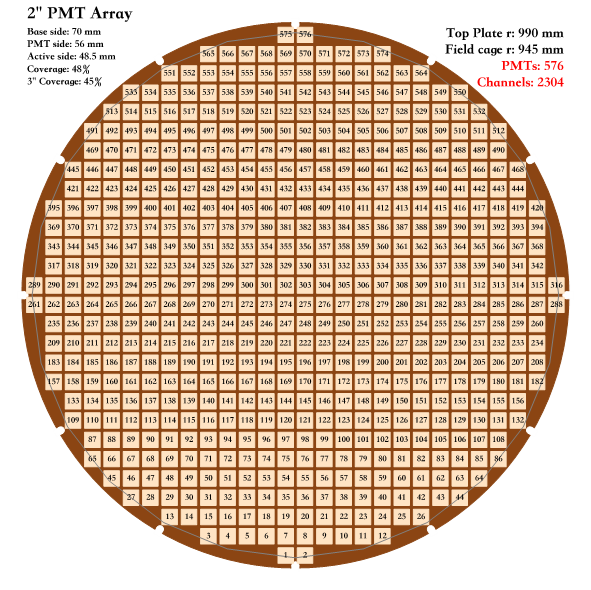 2" PMT Array
Base side: 70 mm
PMT side: 56 mm
Active side: 48.5 mm
Coverage: 48%
3" Coverage: 45%
Top Plate r: 990 mm
Field cage r: 945 mm
PMTs: 576
Channels: 2304
575 576
565 566 567 568 569 570 571 572 573 574
551 552 553 554 555 556 557 558 559 560 561 562 563 564
533 534 535 536 537 538 539 540 541 542 543 544 545 546 547 548 549 550
513 514 515 516 517 518 519 520 521 522 523 524 525 526 527 528 529 530 531 532
491 492 493 494 495 496 497 498 499 500 501 502 503 504 505 506 507 508 509 510 511 512
469 470 471 472 473 474 475 476 477 478 479 480 481 482 483 484 485 486 487 488 489 490
445 446 447 448 449 450 451 452 453 454 455 456 457 458 459 460 461 462 463 464 465 466 467 468
421 422 423 424 425 426 427 428 429 430 431 432 433 434 435 436 437 438 439 440 441 442 443 444
395 396 397 398 399 400 401 402 403 404 405 406 407 408 409 410 411 412 413 414 415 416 417 418 419 420
369 370 371 372 373 374 375 376 377 378 379 380 381 382 383 384 385 386 387 388 389 390 391 392 393 394
343 344 345 346 347 348 349 350 351 352 353 354 355 356 357 358 359 360 361 362 363 364 365 366 367 368
317 318 319 320 321 322 323 324 325 326 327 328 329 330 331 332 333 334 335 336 337 338 339 340 341 342
289 290 291 292 293 294 295 296 297 298 299 300 301 302 303 304 305 306 307 308 309 310 311 312 313 314 315 316
261 262 263 264 265 266 267 268 269 270 271 272 273 274 275 276 277 278 279 280 281 282 283 284 285 286 287 288
235 236 237 238 239 240 241 242 243 244 245 246 247 248 249 250 251 252 253 254 255 256 257 258 259 260
209 210 211 212 213 214 215 216 217 218 219 220 221 222 223 224 225 226 227 228 229 230 231 232 233 234
183 184 185 186 187 188 189 190 191 192 193 194 195 196 197 198 199 200 201 202 203 204 205 206 207 208
157 158 159 160 161 162 163 164 165 166 167 168 169 170 171 172 173 174 175 176 177 178 179 180 181 182
133 134 135 136 137 138 139 140 141 142 143 144 145 146 147 148 149 150 151 152 153 154 155 156
109 110 111 112 113 114 115 116 117 118 119 120 121 122 123 124 125 126 127 128 129 130 131 132
87 88 89 90 91 92 93 94 95 96 97 98 99 100 101 102 103 104 105 106 107 108
65 66 67 68 69 70 71 72 73 74 75 76 77 78 79 80 81 82 83 84 85 86
45 46 47 48 49 50 51 52 53 54 55 56 57 58 59 60 61 62 63 64
27 28 29 30 31 32 33 34 35 36 37 38 39 40 41 42 43 44
13 14 15 16 17 18 19 20 21 22 23 24 25 26
3 4 5 6 7 8 9 10 11 12
1 2